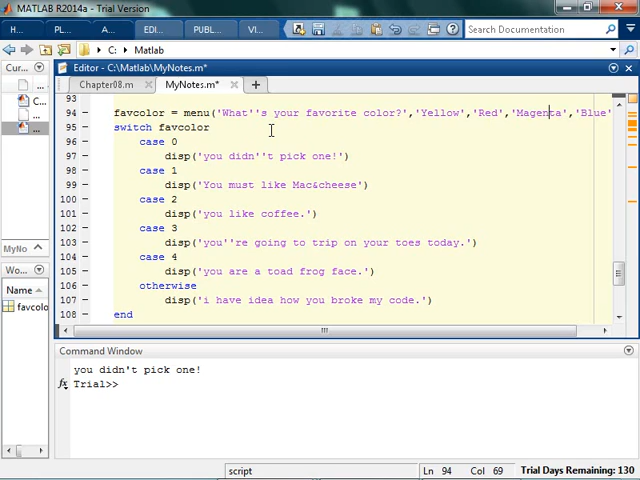 MATLAB R2014a - Trial Version
H... P... A... EDI... PUBL... VI... Search Documentation
C: Matlab
Cur... Editor - C:\Matlab\MyNotes.m*
... Chapter08.m MyNotes.m*
C...
...
...
93
94 favcolor = menu('What''s your favorite color?','Yellow','Red','Magenta','Blue'
95 switch favcolor
96 case 0
97 disp('you didn''t pick one!')
98 case 1
99 disp('You must like Mac&cheese')
100 case 2
101 disp('you like coffee.')
102 case 3
103 disp('you''re going to trip on your toes today.')
104 case 4
105 disp('you are a toad frog face.')
106 otherwise
107 disp('i have idea how you broke my code.')
108 end
MyNo
Wo...
Name
favcolo
Command Window
you didn't pick one!
fx Trial>>
script Ln 94 Col 69 Trial Days Remaining: 130